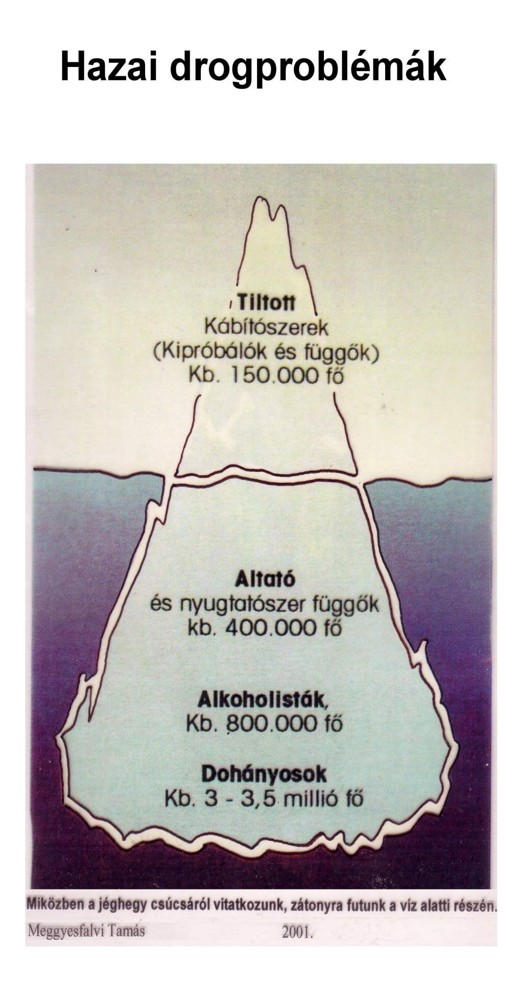 Hazai drogproblémák
Tiltott
Kábítószerek
(Kipróbálók és függők)
Kb. 150.000 fő
Altató
és nyugtatószer függők
kb. 400.000 fő
Alkoholisták,
Kb. 800.000 fő
Dohányosok
Kb. 3 - 3,5 millió fő
Miközben a jéghegy csúcsáról vitatkozunk, zátonyra futunk a víz alatti részén.
Meggyesfalvi Tamás 2001.